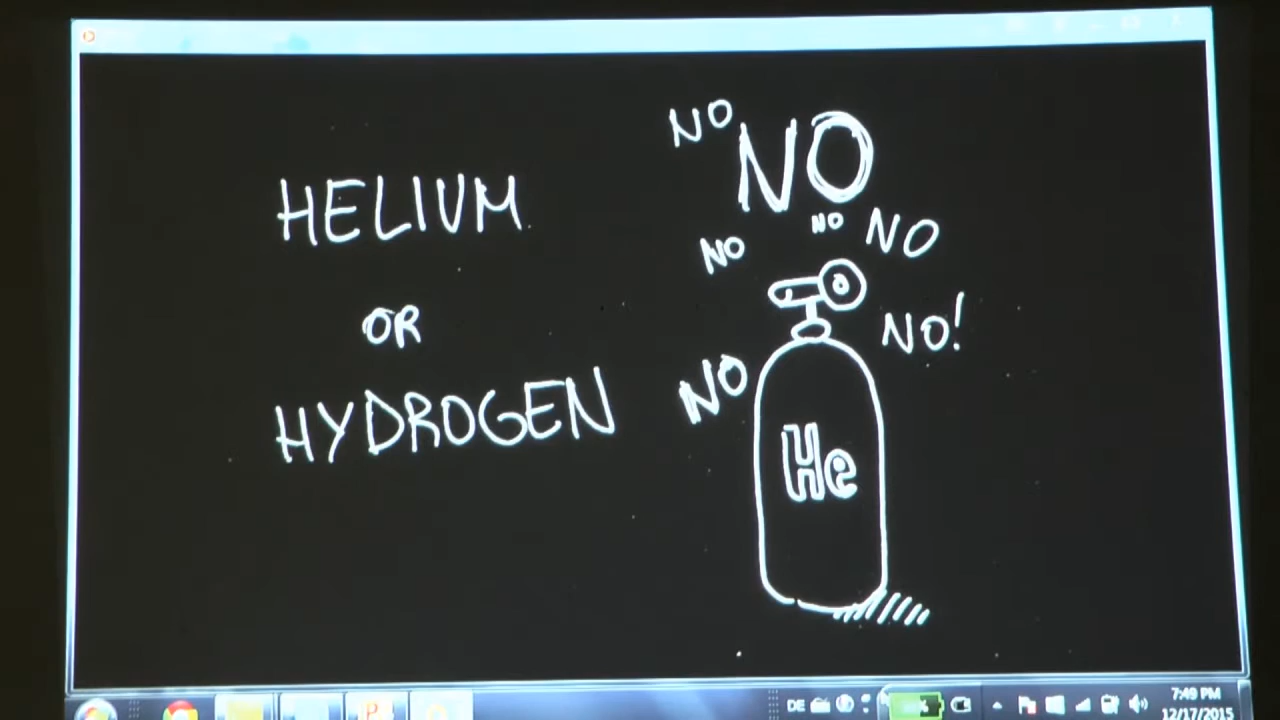 NO
NO
HELIUM
NO
NO
NO
OR
NO!
HYDROGEN
NO
He
DE
7:49 PM
12/17/2015